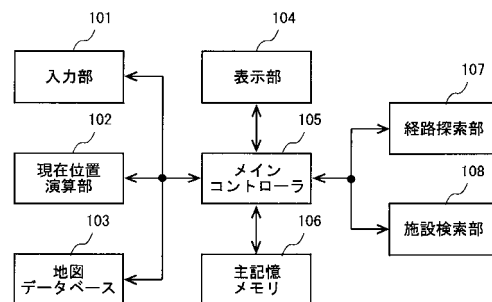 101
入力部
102
現在位置
演算部
103
地図
データベース
104
表示部
105
メイン
コントローラ
106
主記憶
メモリ
107
経路探索部
108
施設検索部